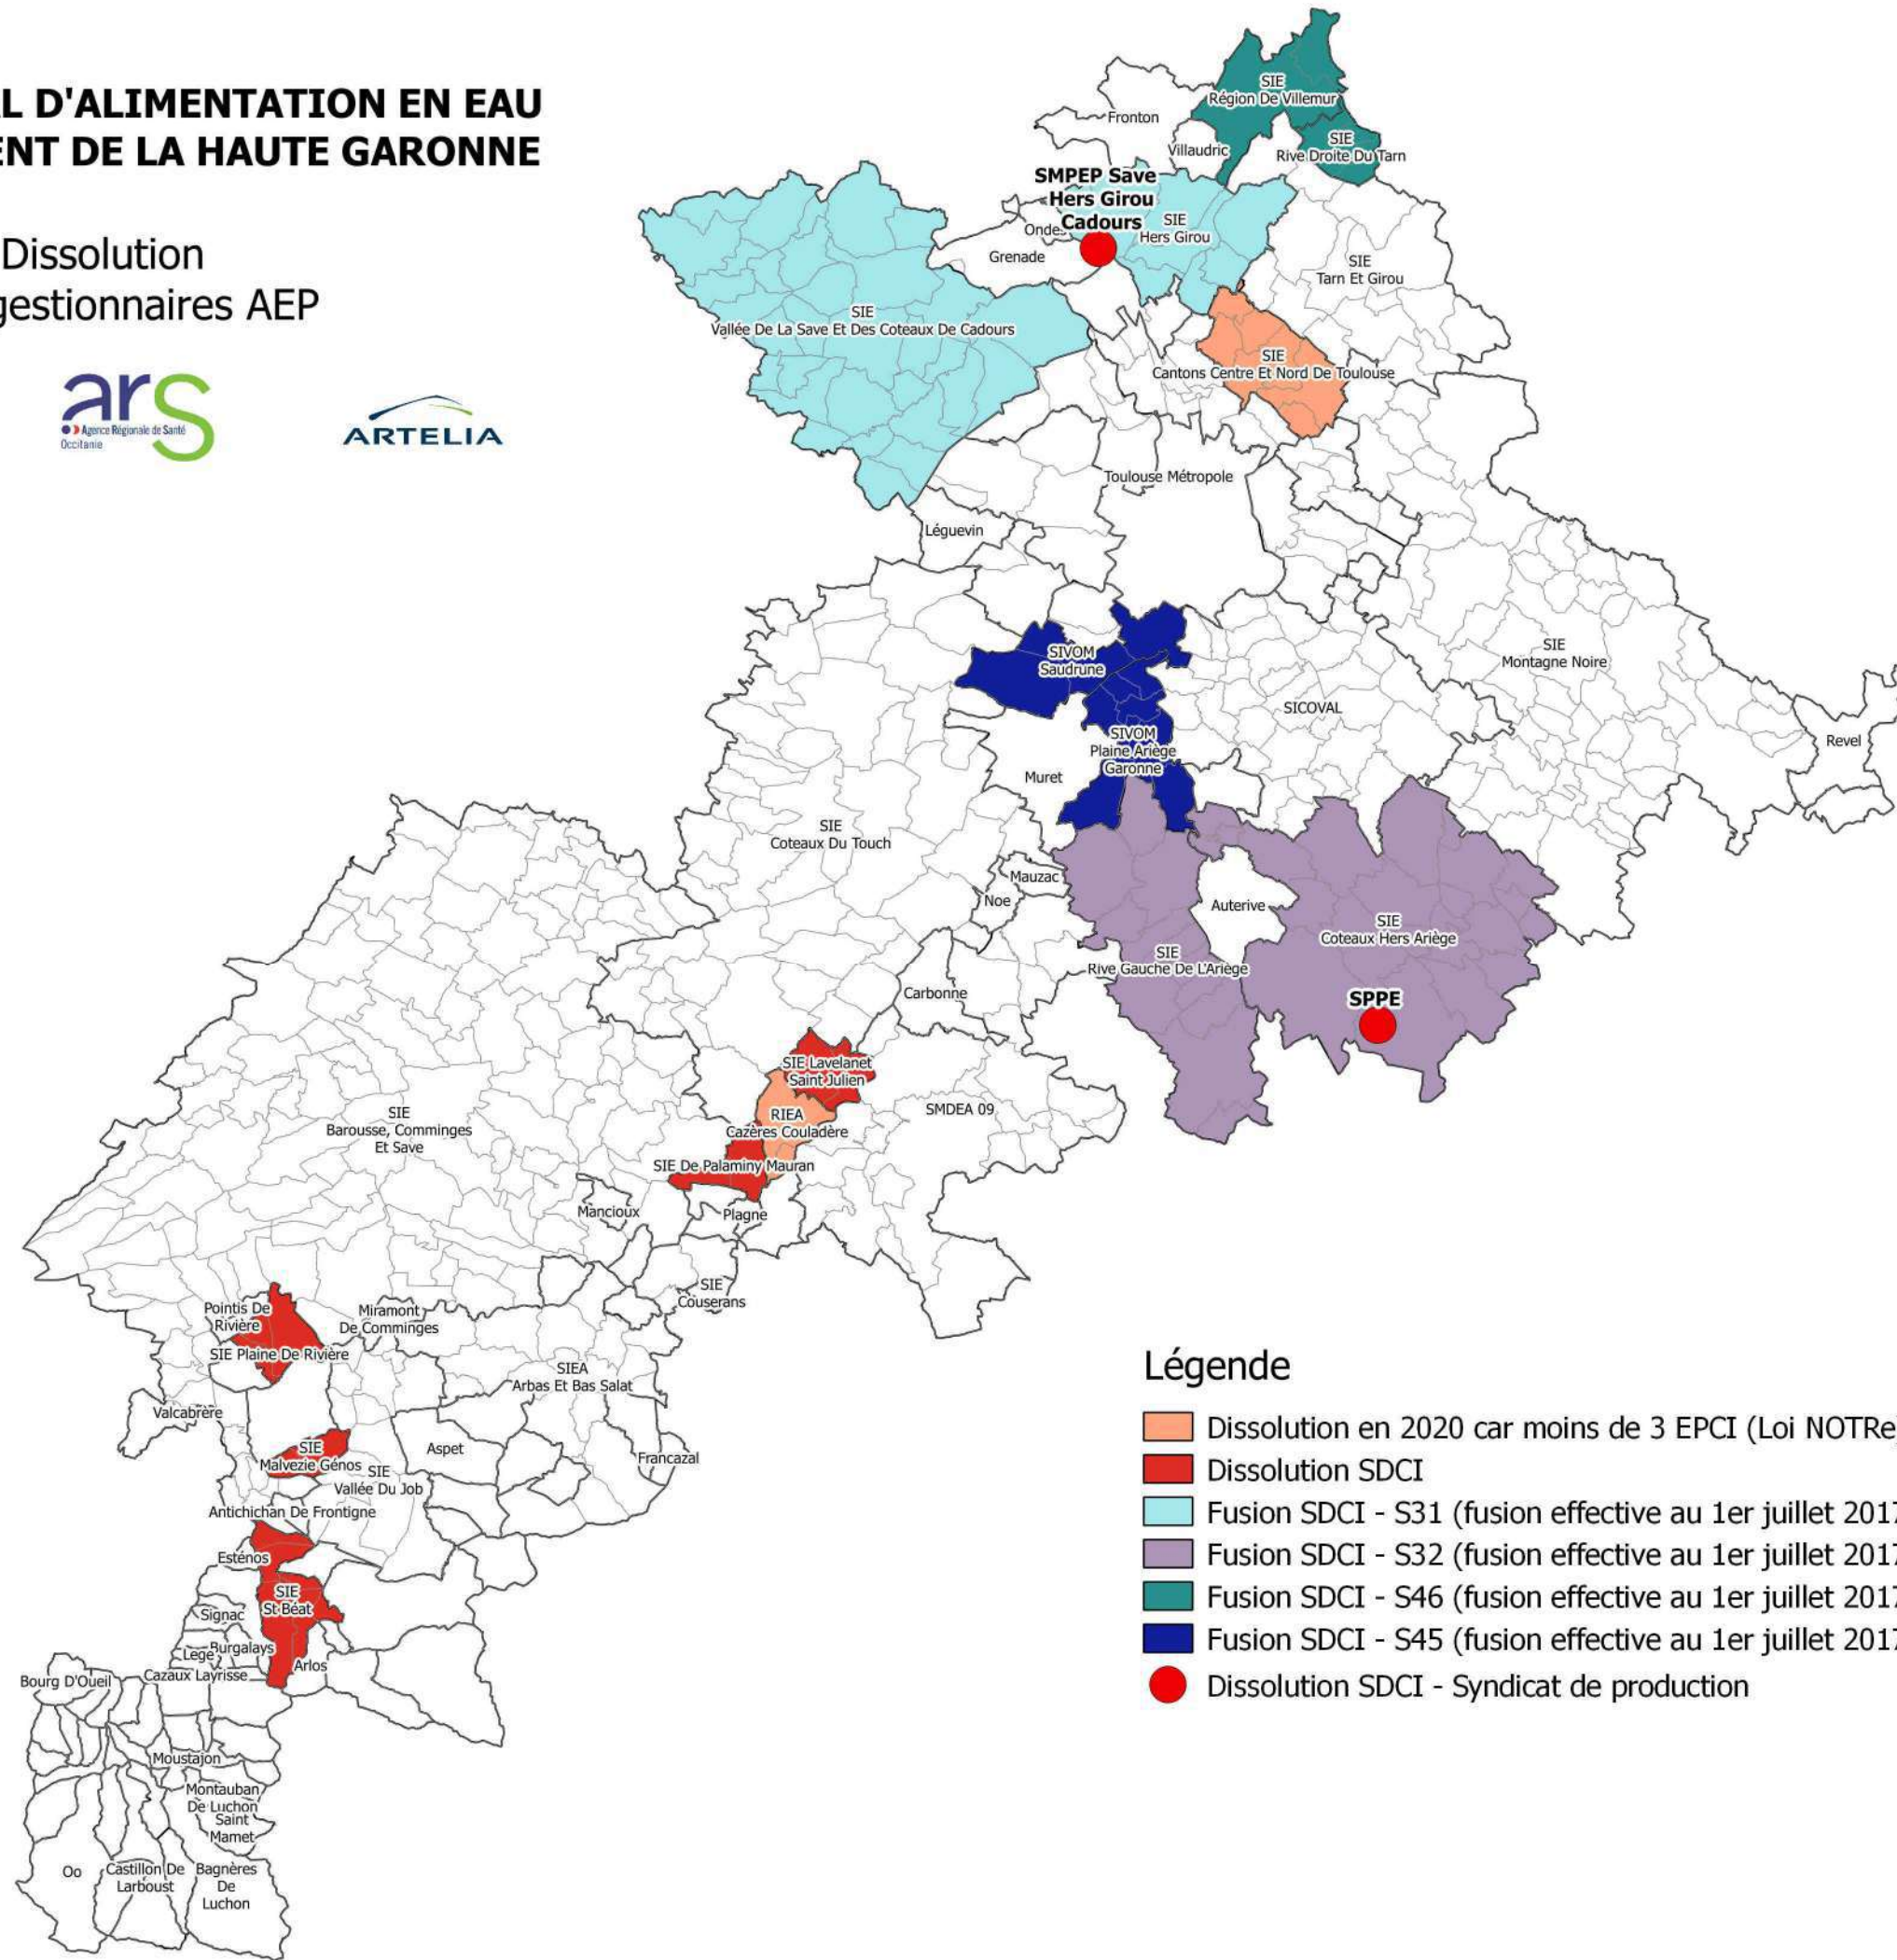 L D'ALIMENTATION EN EAU
ENT DE LA HAUTE GARONNE
Dissolution
gestionnaires AEP
ars
Agence Régionale de Santé
Occitanie
ARTELIA
SIE
Région De Villemur
Fronton
SIE
Rive Droite Du Tarn
Villaudric
SMPEP Save
Hers Girou
Cadours
SIE
Hers Girou
Ondes
Grenade
SIE
Tarn Et Girou
SIE
Vallée De La Save Et Des Coteaux De Cadours
SIE
Cantons Centre Et Nord De Toulouse
Toulouse Métropole
Léguevin
SIVOM
Saudrune
SIE
Montagne Noire
SICOVAL
SIVOM
Plaine Ariège
Garonne
Revel
Muret
SIE
Coteaux Du Touch
Mauzac
Noe
Auterive
SIE
Coteaux Hers Ariège
SIE
Rive Gauche De L'Ariège
Carbonne
SPPE
SIE Lavelanet
Saint Julien
SIE
Barousse, Comminges
Et Save
RIEA
Cazères Couladère
SMDEA 09
SIE De Palaminy Mauran
Mancioux
Plagne
SIE
Couserans
Pointis De
Rivière
Miramont
De Comminges
SIE Plaine De Rivière
SIEA
Arbas Et Bas Salat
Valcabrère
SIE
Malvezie Génos
Aspet
Francazal
SIE
Vallée Du Job
Antichichan De Frontigne
Esténos
SIE
St Béat
Signac
Burgalays
Lege
Arlos
Cazaux Layrisse
Bourg D'Oueil
Moustajon
Montauban
De Luchon
Saint
Mamet
Oo
Castillon De
Larboust
Bagnères
De
Luchon
Légende
Dissolution en 2020 car moins de 3 EPCI (Loi NOTRe
Dissolution SDCI
Fusion SDCI - S31 (fusion effective au 1er juillet 2017
Fusion SDCI - S32 (fusion effective au 1er juillet 2017
Fusion SDCI - S46 (fusion effective au 1er juillet 2017
Fusion SDCI - S45 (fusion effective au 1er juillet 2017
Dissolution SDCI - Syndicat de production